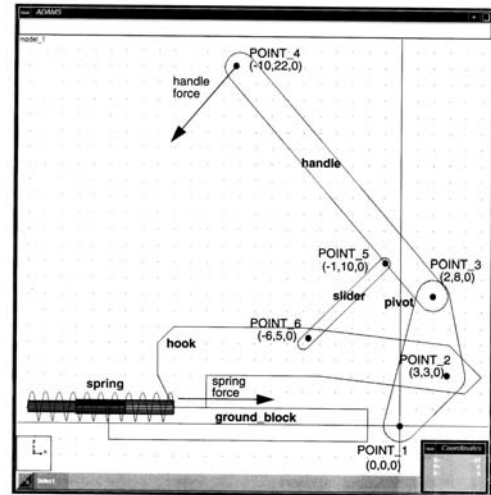 ADAMS
model_1
POINT_4
(-10,22,0)
handle
force
handle
POINT_5
(-1,10,0)
POINT_3
(2,8,0)
slider
pivot
POINT_6
(-6,5,0)
hook
POINT_2
(3,3,0)
spring
spring
force
ground_block
POINT_1
(0,0.0)
Coordinates
Select